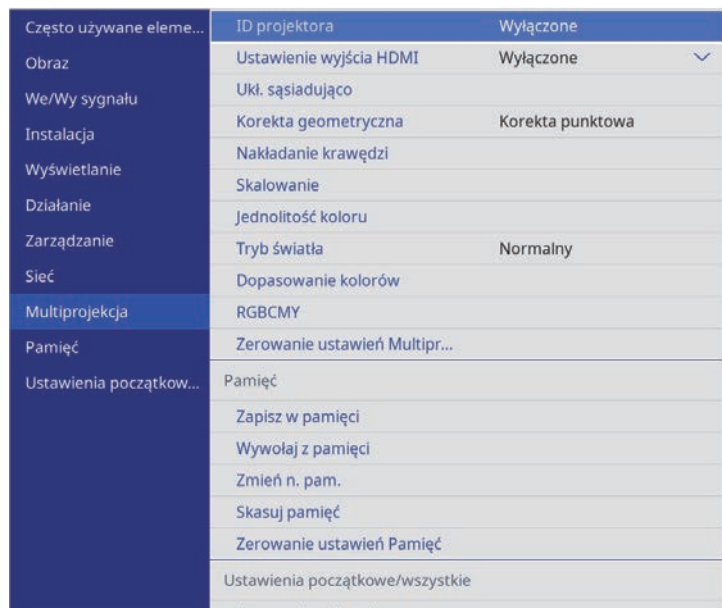 Często używane eleme...
Obraz
We/Wy sygnału
Instalacja
Wyświetlanie
Działanie
Zarządzanie
Sieć
Multiprojekcja
Pamięć
Ustawienia początkow...
ID projektora Wyłączone
Ustawienie wyjścia HDMI Wyłączone
Ukł. sąsiadująco
Korekta geometryczna Korekta punktowa
Nakładanie krawędzi
Skalowanie
Jednolitość koloru
Tryb światła Normalny
Dopasowanie kolorów
RGBCMY
Zerowanie ustawień Multipr...
Pamięć
Zapisz w pamięci
Wywołaj z pamięci
Zmień n. pam.
Skasuj pamięć
Zerowanie ustawień Pamięć
Ustawienia początkowe/wszystkie